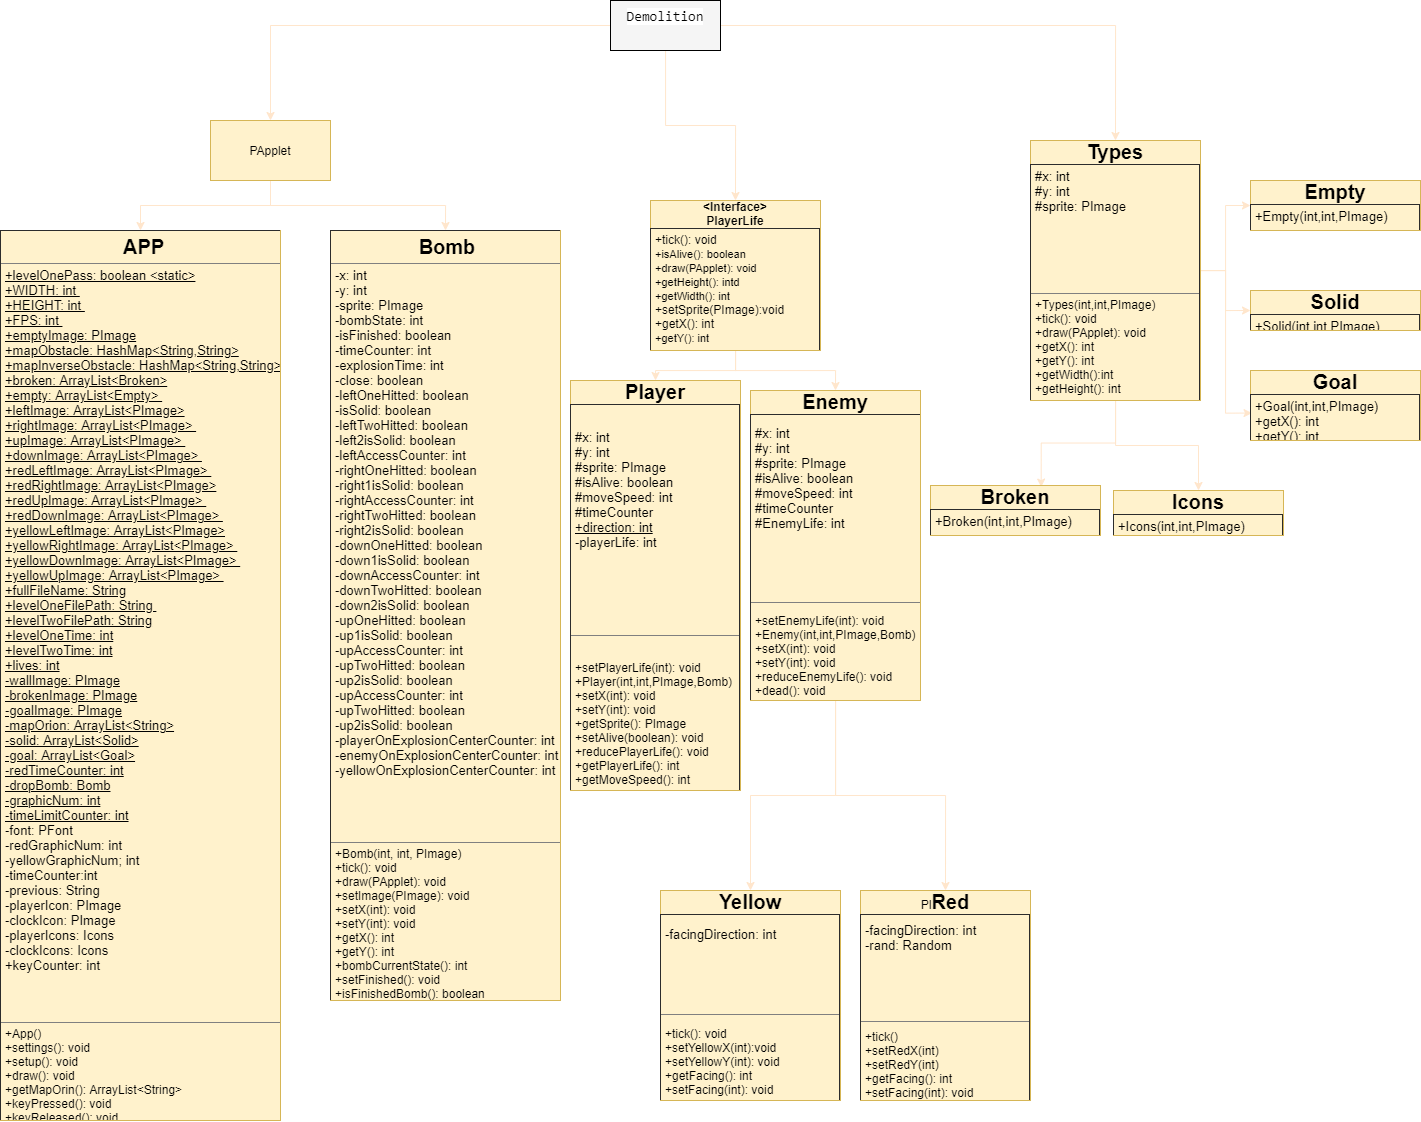 Demolition
PApplet
APP
+levelOnePass: boolean <static>
+WIDTH: int
+HEIGHT: int
+FPS: int
+emptyImage: PImage
+mapObstacle: HashMap<String,String>
+mapInverseObstacle: HashMap<String,String>
+broken: ArrayList<Broken>
+empty: ArrayList<Empty>
+leftImage: ArrayList<PImage>
+rightImage: ArrayList<PImage>
+upImage: ArrayList<PImage>
+downImage: ArrayList<PImage>
+redLeftImage: ArrayList<PImage>
+redRightImage: ArrayList<PImage>
+redUpImage: ArrayList<PImage>
+redDownImage: ArrayList<PImage>
+yellowLeftImage: ArrayList<PImage>
+yellowRightImage: ArrayList<PImage>
+yellowDownImage: ArrayList<PImage>
+yellowUpImage: ArrayList<PImage>
+fullFileName: String
+levelOneFilePath: String
+levelTwoFilePath: String
+levelOneTime: int
+levelTwoTime: int
+lives: int
-wallImage: PImage
-brokenImage: PImage
-goalImage: PImage
-mapOrion: ArrayList<String>
-solid: ArrayList<Solid>
-goal: ArrayList<Goal>
-redTimeCounter: int
-dropBomb: Bomb
-graphicNum: int
-timeLimitCounter: int
-font: PFont
-redGraphicNum: int
-yellowGraphicNum; int
-timeCounter:int
-previous: String
-playerIcon: PImage
-clockIcon: PImage
-playerIcons: Icons
-clockIcons: Icons
+keyCounter: int
+App()
+settings(): void
+setup(): void
+draw(): void
+getMapOrin(): ArrayList<String>
+keyPressed(): void
+keyReleased(): void
Bomb
-x: int
-y: int
-sprite: PImage
-bombState: int
-isFinished: boolean
-timeCounter: int
-explosionTime: int
-close: boolean
-leftOneHitted: boolean
-isSolid: boolean
-leftTwoHitted: boolean
-left2isSolid: boolean
-leftAccessCounter: int
-rightOneHitted: boolean
-right1isSolid: boolean
-rightAccessCounter: int
-rightTwoHitted: boolean
-right2isSolid: boolean
-downOneHitted: boolean
-down1isSolid: boolean
-downAccessCounter: int
-downTwoHitted: boolean
-down2isSolid: boolean
-upOneHitted: boolean
-up1isSolid: boolean
-upAccessCounter: int
-upTwoHitted: boolean
-up2isSolid: boolean
-upAccessCounter: int
-upTwoHitted: boolean
-up2isSolid: boolean
-playerOnExplosionCenterCounter: int
-enemyOnExplosionCenterCounter: int
-yellowOnExplosionCenterCounter: int
+Bomb(int, int, PImage)
+tick(): void
+draw(PApplet): void
+setImage(PImage): void
+setX(int): void
+setY(int): void
+getX(): int
+getY(): int
+bombCurrentState(): int
+setFinished(): void
+isFinishedBomb(): boolean
<Interface>
PlayerLife
+tick(): void
+isAlive(): boolean
+draw(PApplet): void
+getHeight(): intd
+getWidth(): int
+setSprite(PImage):void
+getX(): int
+getY(): int
Player
#x: int
#y: int
#sprite: PImage
#isAlive: boolean
#moveSpeed: int
#timeCounter
+direction: int
-playerLife: int
+setPlayerLife(int): void
+Player(int,int,PImage,Bomb)
+setX(int): void
+setY(int): void
+getSprite(): PImage
+setAlive(boolean): void
+reducePlayerLife(): void
+getPlayerLife(): int
+getMoveSpeed(): int
Enemy
#x: int
#y: int
#sprite: PImage
#isAlive: boolean
#moveSpeed: int
#timeCounter
#EnemyLife: int
+setEnemyLife(int): void
+Enemy(int,int,PImage,Bomb)
+setX(int): void
+setY(int): void
+reduceEnemyLife(): void
+dead(): void
Yellow
-facingDirection: int
+tick(): void
+setYellowX(int):void
+setYellowY(int): void
+getFacing(): int
+setFacing(int): void
PIRed
-facingDirection: int
-rand: Random
+tick()
+setRedX(int)
+setRedY(int)
+getFacing(): int
+setFacing(int): void
Types
#x: int
#y: int
#sprite: PImage
+Types(int,int,PImage)
+tick(): void
+draw(PApplet): void
+getX(): int
+getY(): int
+getWidth():int
+getHeight(): int
Empty
+Empty(int,int,PImage)
Solid
+Solid(int,int,PImage)
Goal
+Goal(int,int,PImage)
+getX(): int
+getY(): int
Broken
+Broken(int,int,PImage)
Icons
+Icons(int,int,PImage)